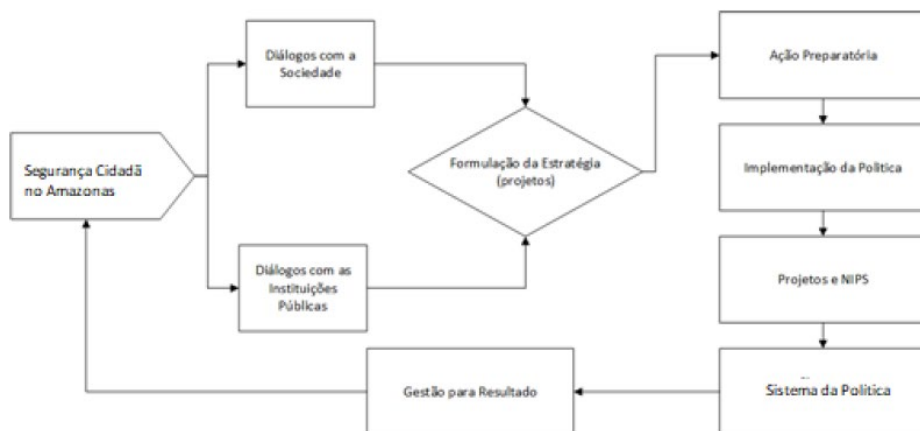 Diálogos com a
Sociedade
Ação Preparatória
Segurança Cidadã
no Amazonas
Formulação da Estratégia
(projetos)
Implementação da Politica
Diálogos com as
Instituições
Públicas
Projetos e NIPS
Gestão para Resultado
Sistema da Política